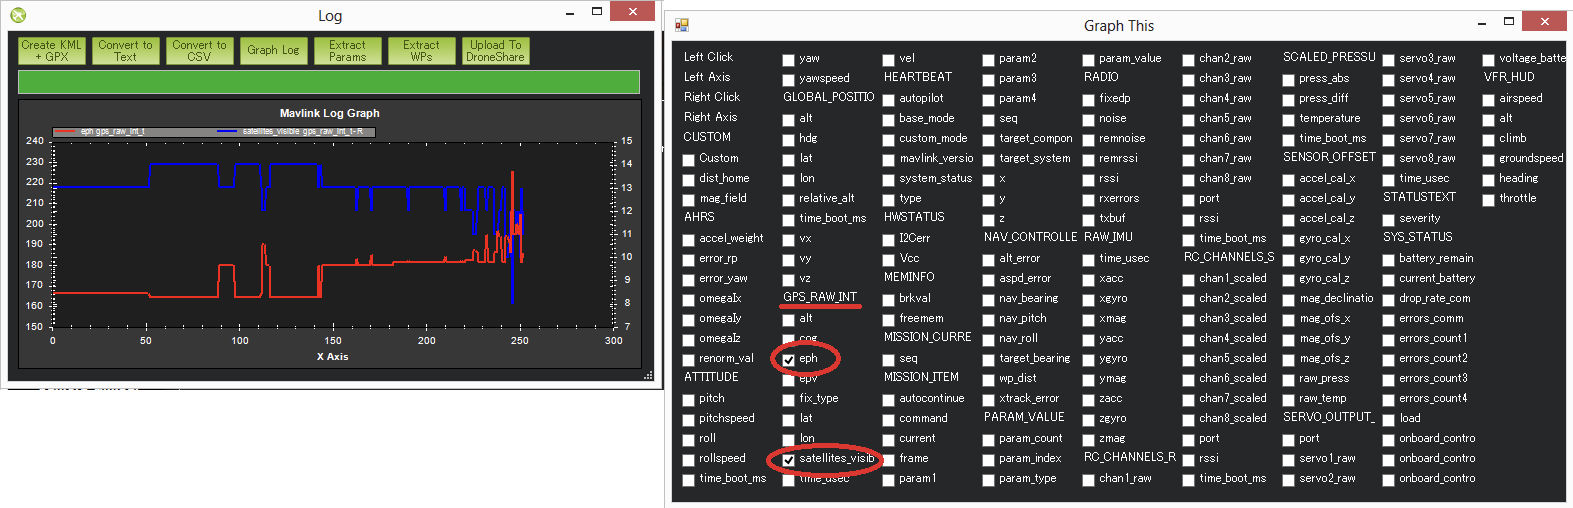 Log
Create KML + GPX
Convert to Text
Convert to CSV
Graph Log
Extract Params
Extract WPs
Upload To DroneShare
Mavlink Log Graph
eph gps_raw_int_t
satellites_visible gps_raw_int_t-R
240
230
220
210
200
190
180
170
160
150
15
14
13
12
11
10
9
8
7
0
50
100
150
200
250
300
X Axis
Graph This
Left Click
Left Axis
Right Click
Right Axis
CUSTOM
Custom
dist_home
mag_field
AHRS
accel_weight
error_rp
error_yaw
omegaIx
omegaIy
omegaIz
renorm_val
ATTITUDE
pitch
pitchspeed
roll
rollspeed
time_boot_ms
yaw
yawspeed
GLOBAL_POSITIO
alt
hdg
lat
lon
relative_alt
time_boot_ms
vx
vy
vz
GPS_RAW_INT
alt
cog
eph
epv
fix_type
lat
lon
satellites_visib
time_usec
vel
HEARTBEAT
autopilot
base_mode
custom_mode
mavlink_versio
system_status
type
HWSTATUS
I2Cerr
Vcc
MEMINFO
brkval
freemem
MISSION_CURRE
seq
MISSION_ITEM
autocontinue
command
current
frame
param1
param2
param3
param4
seq
target_compon
target_system
x
y
z
NAV_CONTROLLE
alt_error
aspd_error
nav_bearing
nav_pitch
nav_roll
target_bearing
wp_dist
xtrack_error
PARAM_VALUE
param_count
param_index
param_type
param_value
RADIO
fixedp
noise
remnoise
remrssi
rssi
rxerrors
txbuf
RAW_IMU
time_usec
xacc
xgyro
xmag
yacc
ygyro
ymag
zacc
zgyro
zmag
RC_CHANNELS_R
chan1_raw
chan2_raw
chan3_raw
chan4_raw
chan5_raw
chan6_raw
chan7_raw
chan8_raw
port
rssi
time_boot_ms
RC_CHANNELS_S
chan1_scaled
chan2_scaled
chan3_scaled
chan4_scaled
chan5_scaled
chan6_scaled
chan7_scaled
chan8_scaled
port
rssi
time_boot_ms
SCALED_PRESSU
press_abs
press_diff
temperature
time_boot_ms
SENSOR_OFFSET
accel_cal_x
accel_cal_y
accel_cal_z
gyro_cal_x
gyro_cal_y
gyro_cal_z
mag_declinatio
mag_ofs_x
mag_ofs_y
mag_ofs_z
raw_press
raw_temp
SERVO_OUTPUT_
port
servo1_raw
servo2_raw
servo3_raw
servo4_raw
servo5_raw
servo6_raw
servo7_raw
servo8_raw
time_usec
STATUSTEXT
severity
SYS_STATUS
battery_remain
current_battery
drop_rate_com
errors_comm
errors_count1
errors_count2
errors_count3
errors_count4
load
onboard_contro
onboard_contro
onboard_contro
voltage_batte
VFR_HUD
airspeed
alt
climb
groundspeed
heading
throttle